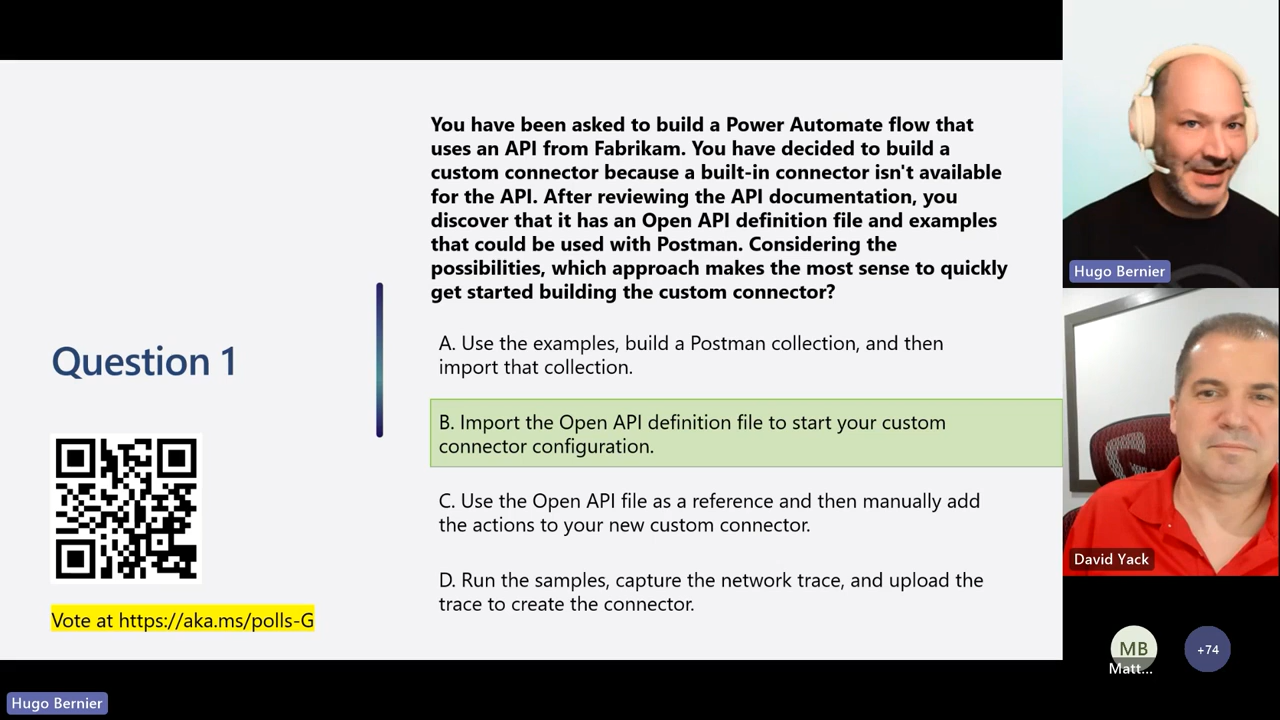 You have been asked to build a Power Automate flow that
uses an API from Fabrikam. You have decided to build a
custom connector because a built-in connector isn't available
for the API. After reviewing the API documentation, you
discover that it has an Open API definition file and examples
that could be used with Postman. Considering the
possibilities, which approach makes the most sense to quickly
get started building the custom connector?
Question 1
A. Use the examples, build a Postman collection, and then
import that collection.
B. Import the Open API definition file to start your custom
connector configuration.
C. Use the Open API file as a reference and then manually add
the actions to your new custom connector.
D. Run the samples, capture the network trace, and upload the
trace to create the connector.
Vote at https://aka.ms/polls-G
Hugo Bernier
David Yack
MB
Matt...
+74
Hugo Bernier